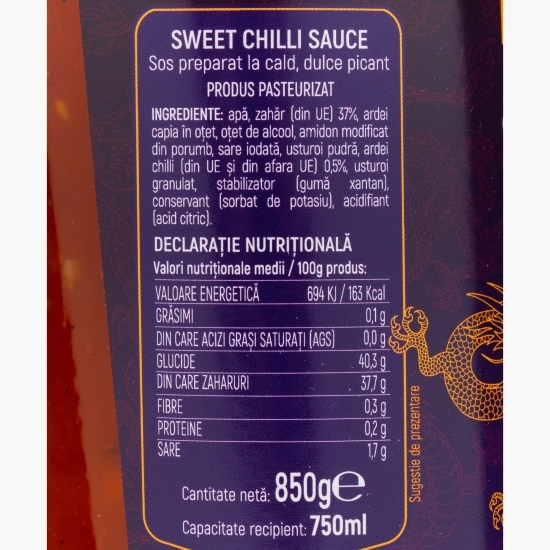 SWEET CHILLI SAUCE
Sos preparat la cald, dulce picant
PRODUS PASTEURIZAT
INGREDIENTE: apă, zahăr (din UE) 37%, ardei
capia în oțet, oțet de alcool, amidon modificat
din porumb, sare iodată, usturoi pudră, ardei
chilli (din UE și din afara UE) 0,5%, usturoi
granulat, stabilizator (gumă xantan),
conservant (sorbat de potasiu), acidifiant
(acid citric).
DECLARAȚIE NUTRIȚIONALĂ
Valori nutriționale medii / 100g produs:
VALOARE ENERGETICĂ 694 KJ / 163 Kcal
GRĂSIMI 0,1 g
DIN CARE ACIZI GRAȘI SATURAȚI (AGS) 0,0 g
GLUCIDE 40,3 g
DIN CARE ZAHARURI 37,7 g
FIBRE 0,3 g
PROTEINE 0,2 g
SARE 1,7 g
Cantitate netă: 850g℮
Capacitate recipient: 750ml
Sugestie de prezentare